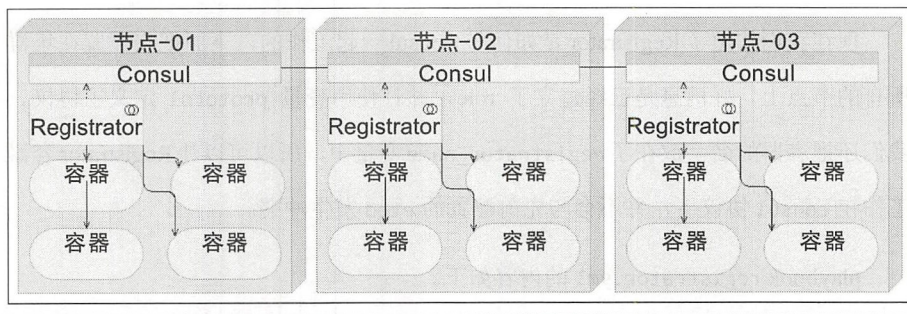 节点-01
Consul
Registrator
容器 容器
容器 容器
节点-02
Consul
Registrator
容器 容器
容器 容器
节点-03
Consul
Registrator
容器 容器
容器 容器